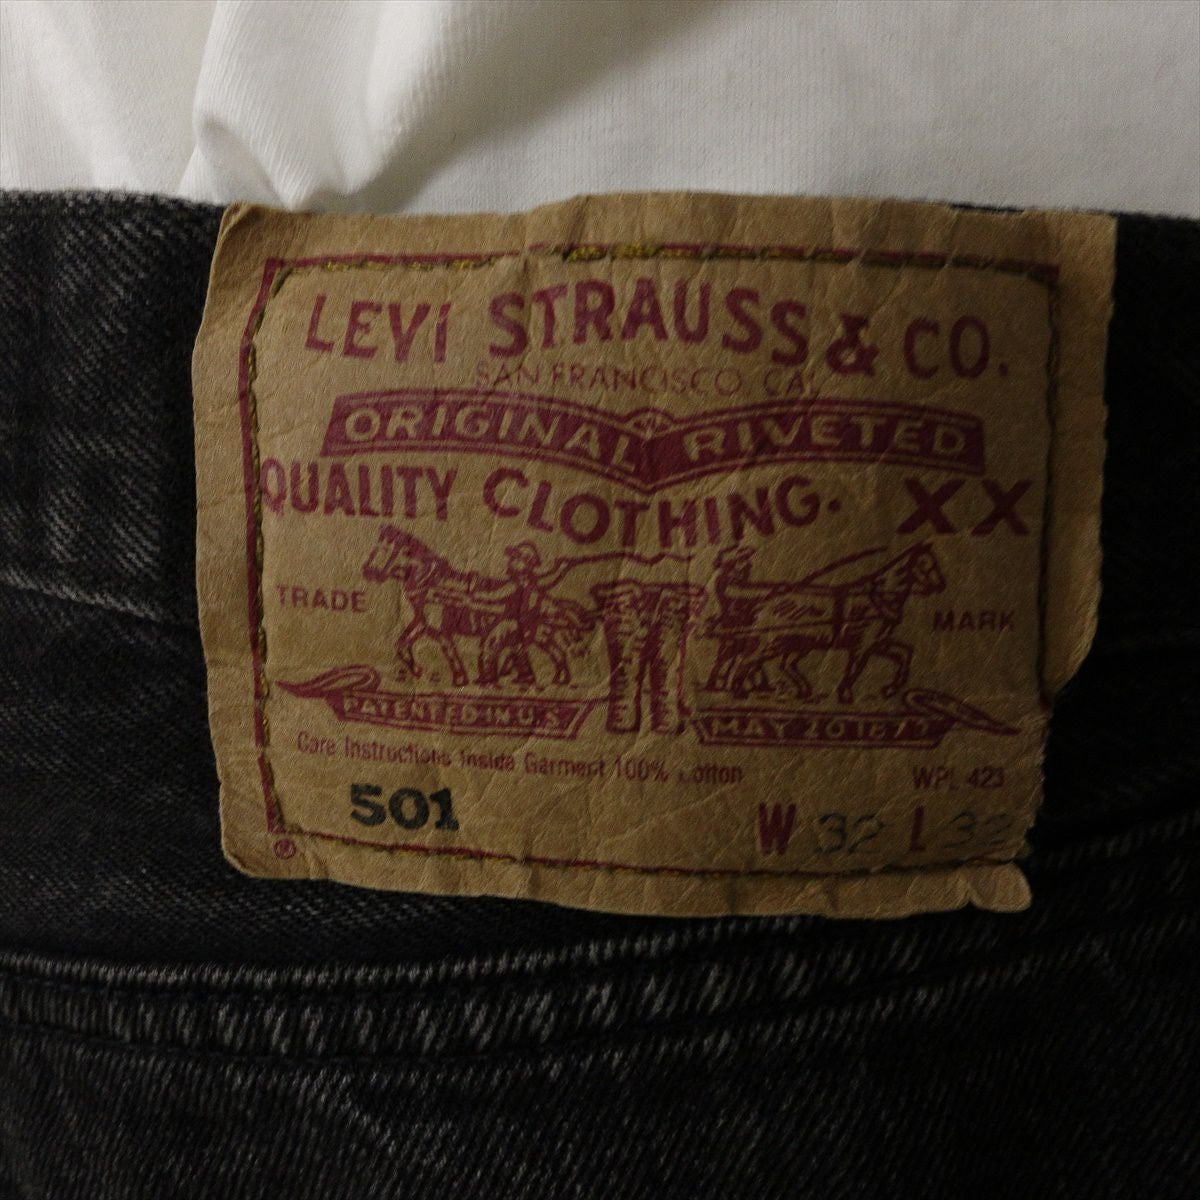 LEVI STRAUSS & CO.
SAN FRANCISCO, CAL
ORIGINAL RIVETED
QUALITY CLOTHING. XX
TRADE MARK
PATENTED IN U.S. MAY 20 1873
Care Instructions Inside Garment 100% Cotton WPL 423
501 W 32 L 32
®